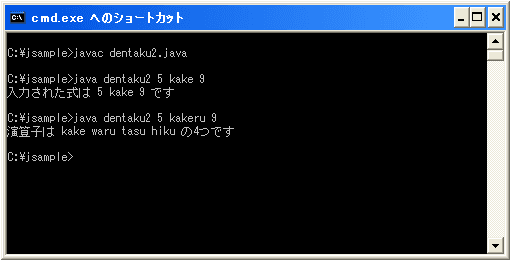 cmd.exe へのショートカット
C:¥jsample>javac dentaku2.java
C:¥jsample>java dentaku2 5 kake 9
入力された式は 5 kake 9 です
C:¥jsample>java dentaku2 5 kakeru 9
演算子は kake waru tasu hiku の4つです
C:¥jsample>